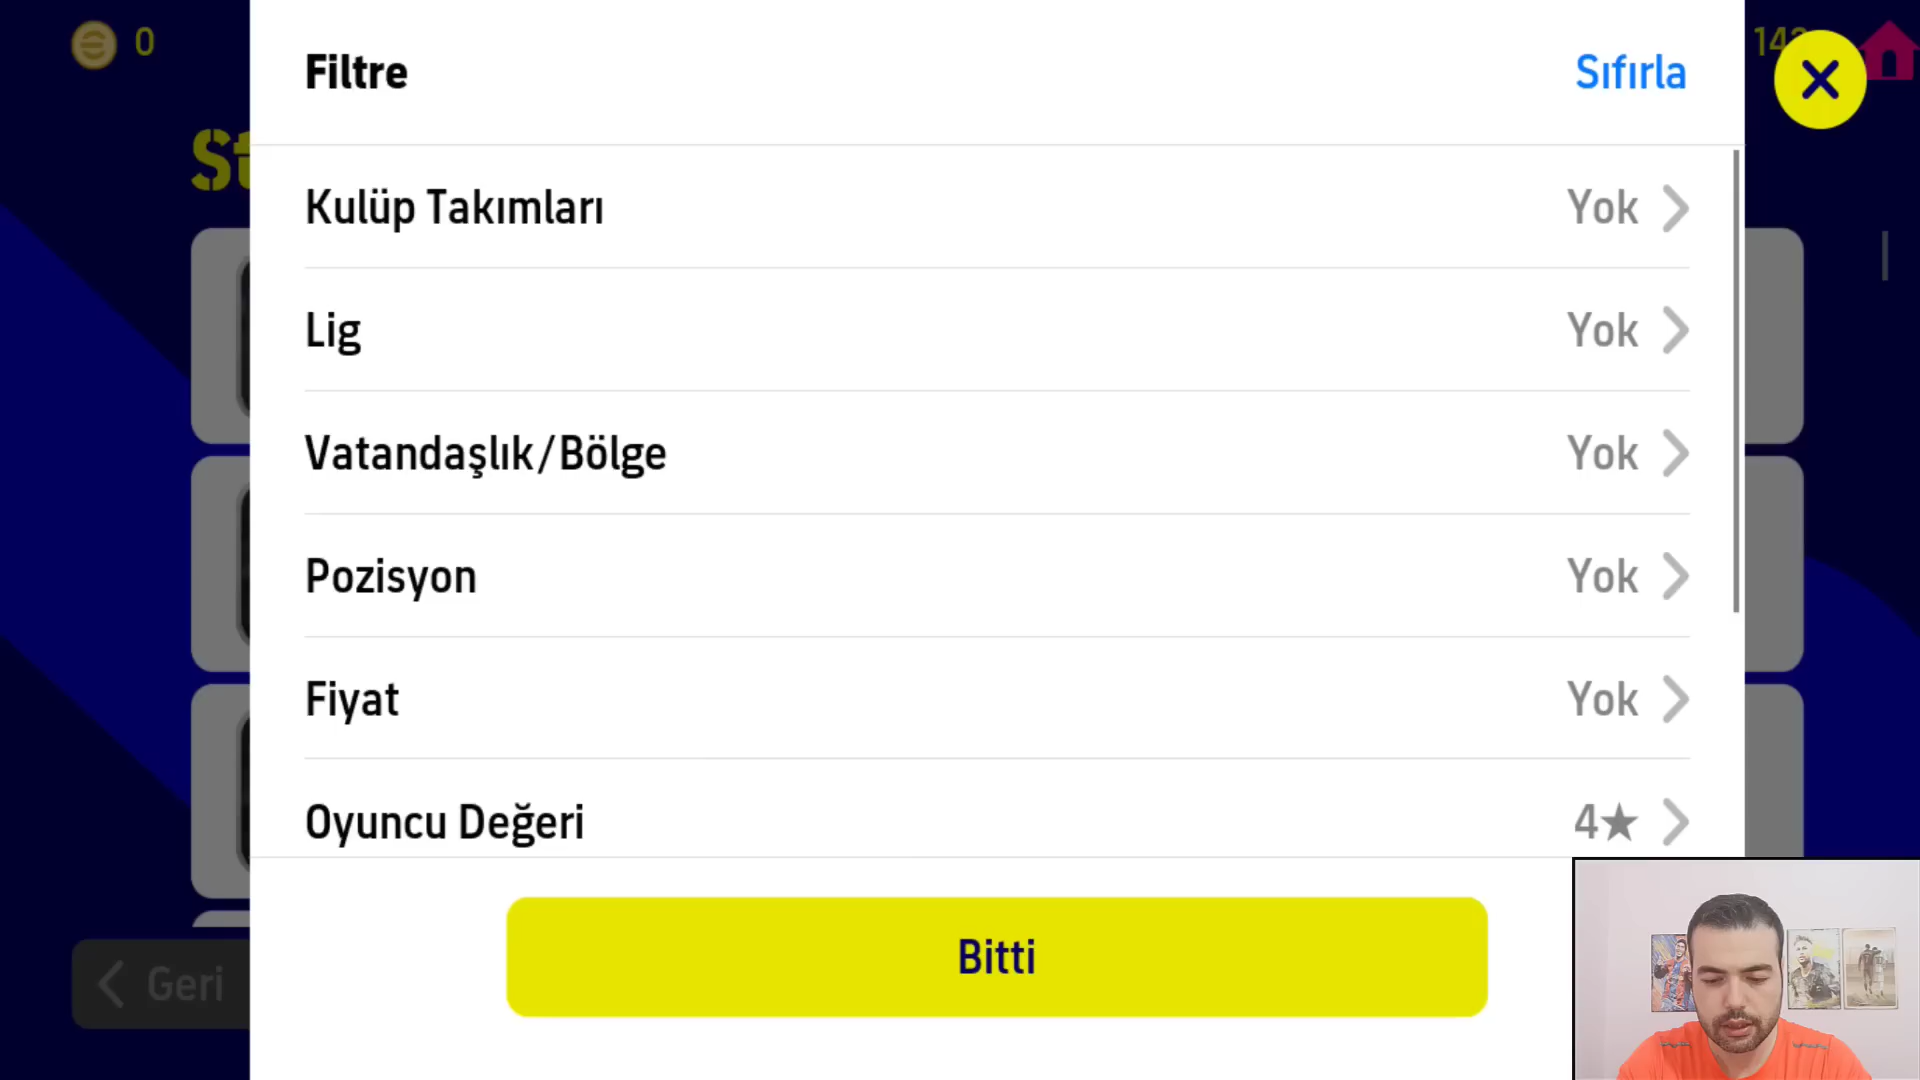 0
Filtre
Sıfırla
Kulüp Takımları
Yok
Lig
Yok
Vatandaşlık/Bölge
Yok
Pozisyon
Yok
Fiyat
Yok
Oyuncu Değeri
4★
Bitti
Geri